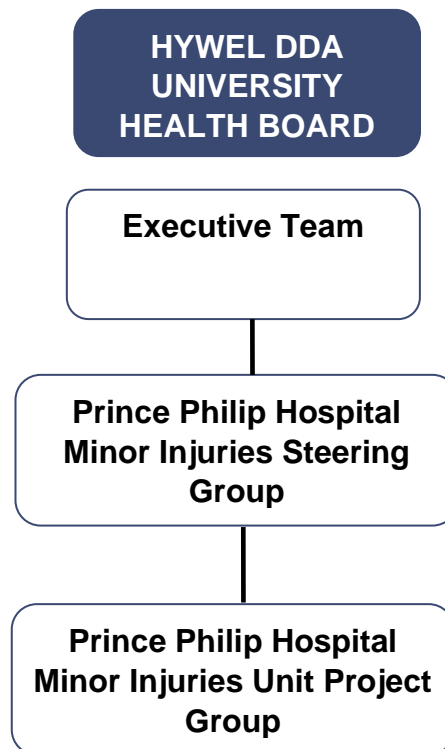 HYWEL DDA
UNIVERSITY
HEALTH BOARD
Executive Team
Prince Philip Hospital
Minor Injuries Steering
Group
Prince Philip Hospital
Minor Injuries Unit Project
Group